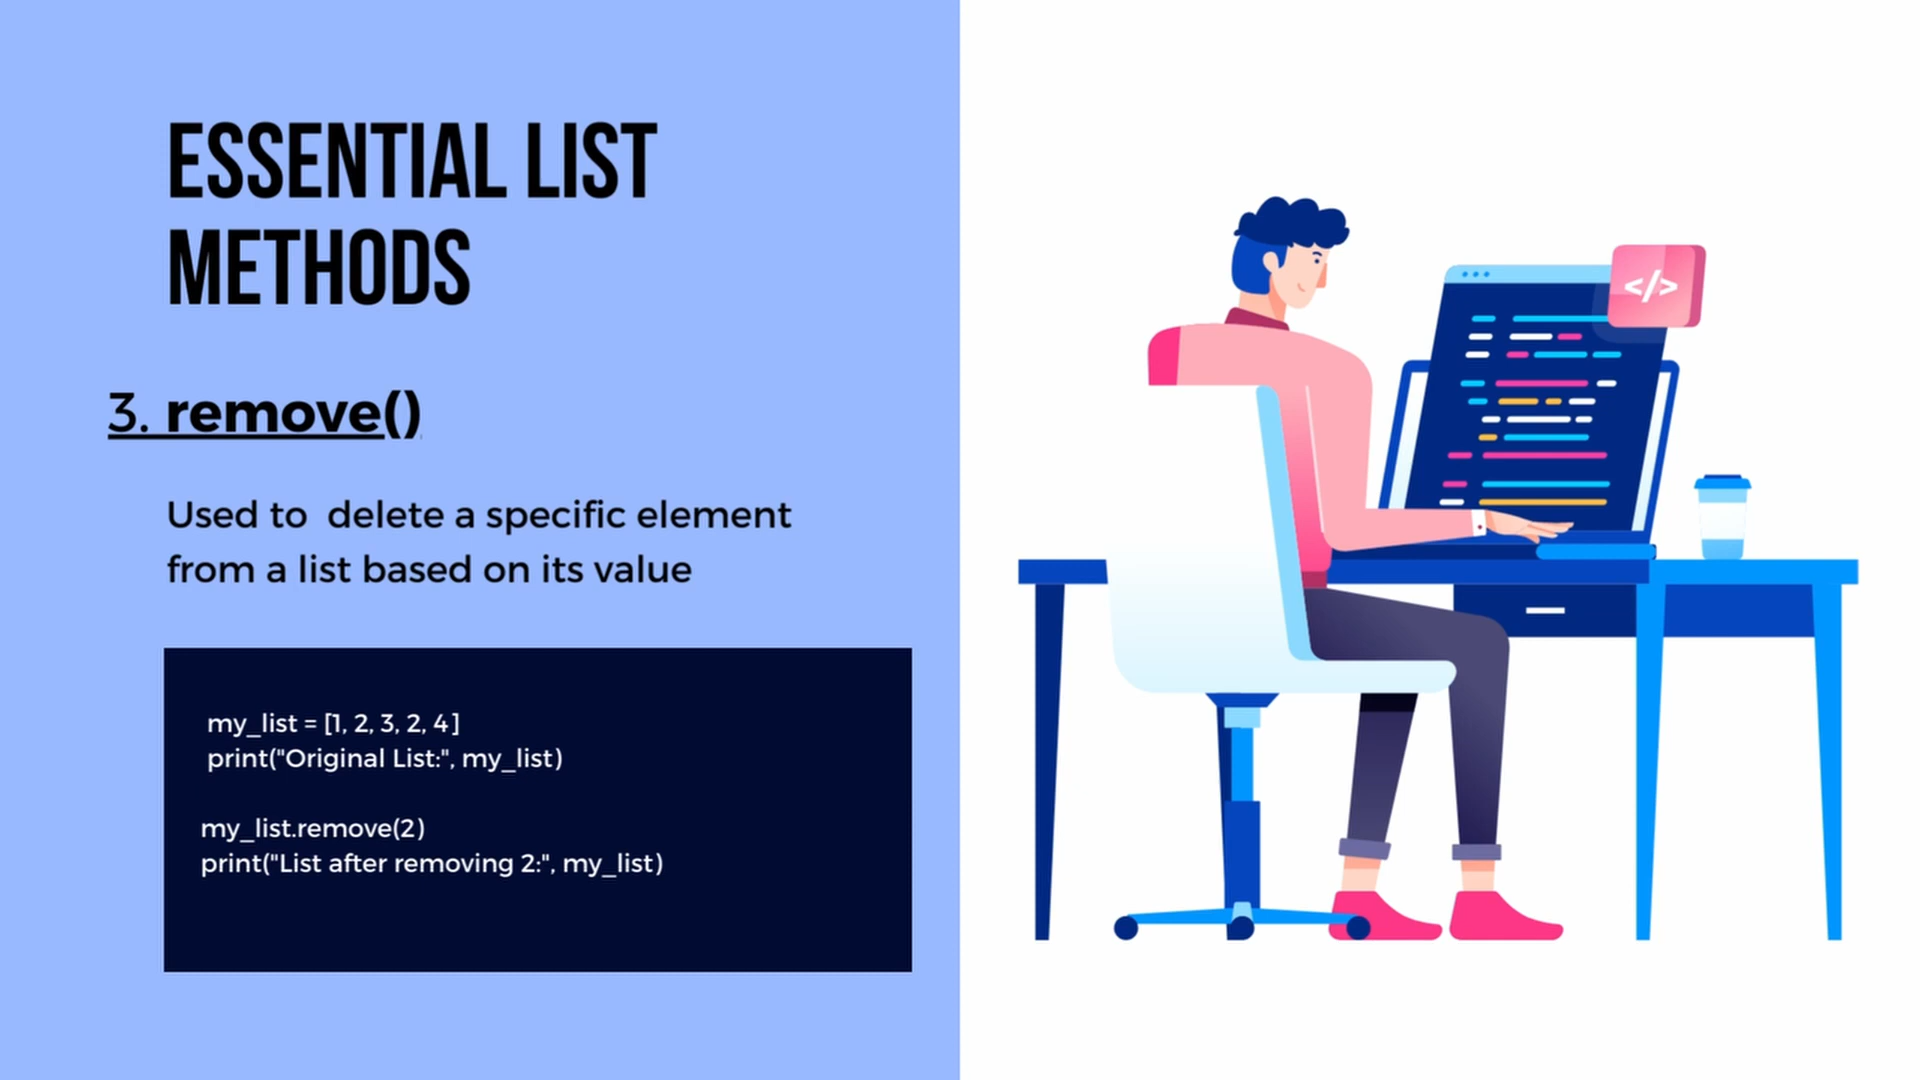 ESSENTIAL LIST
METHODS
3. remove()
Used to  delete a specific element
from a list based on its value
my_list = [1, 2, 3, 2, 4]
print("Original List:", my_list)
my_list.remove(2)
print("List after removing 2:", my_list)
</>